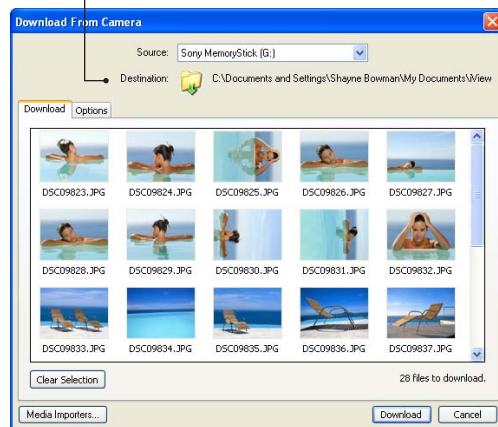 Download From Camera
Source: Sony MemoryStick (G:)
Destination: C:\Documents and Settings\Shayne Bowman\My Documents\iView
Download Options
DSC09823.JPG DSC09824.JPG DSC09825.JPG DSC09826.JPG DSC09827.JPG
DSC09828.JPG DSC09829.JPG DSC09830.JPG DSC09831.JPG DSC09832.JPG
DSC09833.JPG DSC09834.JPG DSC09835.JPG DSC09836.JPG DSC09837.JPG
Clear Selection 28 files to download.
Media Importers... Download Cancel